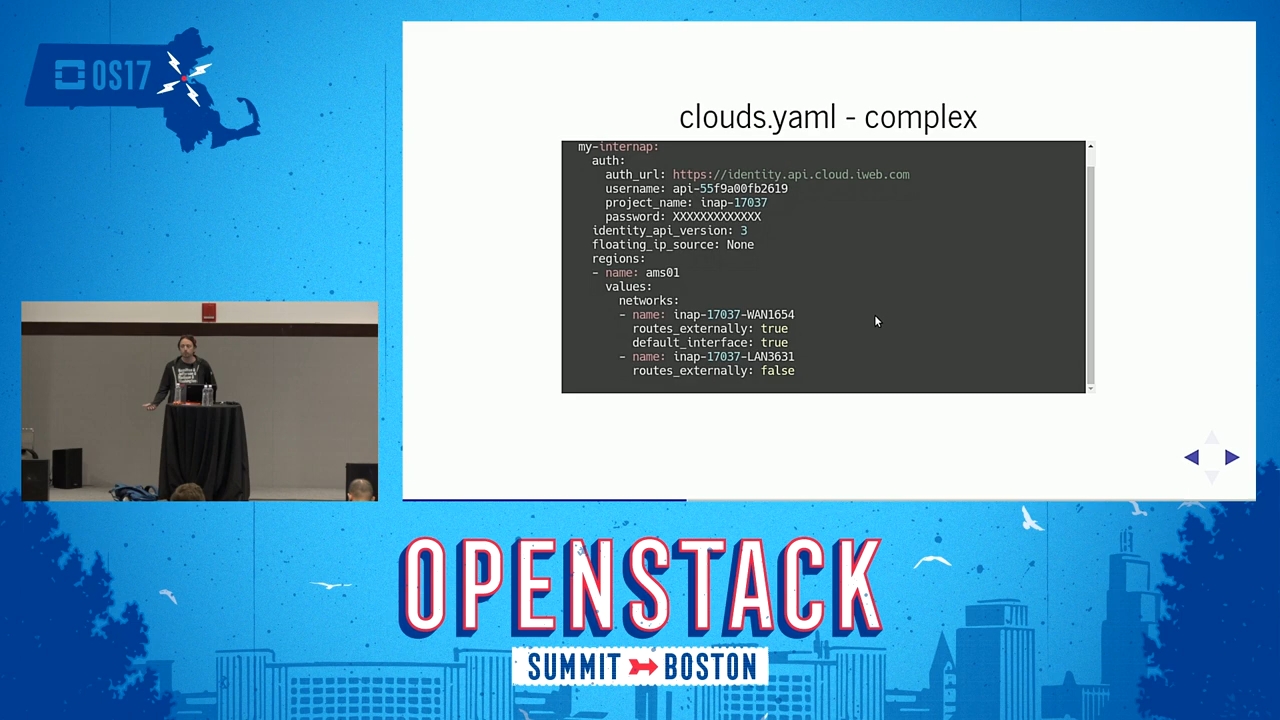 OS17
clouds.yaml - complex
my-internap:
auth:
auth_url: https://identity.api.cloud.iweb.com
username: api-55f9a00fb2619
project_name: inap-17037
password: XXXXXXXXXXXXX
identity_api_version: 3
floating_ip_source: None
regions:
- name: ams01
values:
networks:
- name: inap-17037-WAN1654
routes_externally: true
default_interface: true
- name: inap-17037-LAN3631
routes_externally: false
OPENSTACK
SUMMIT BOSTON